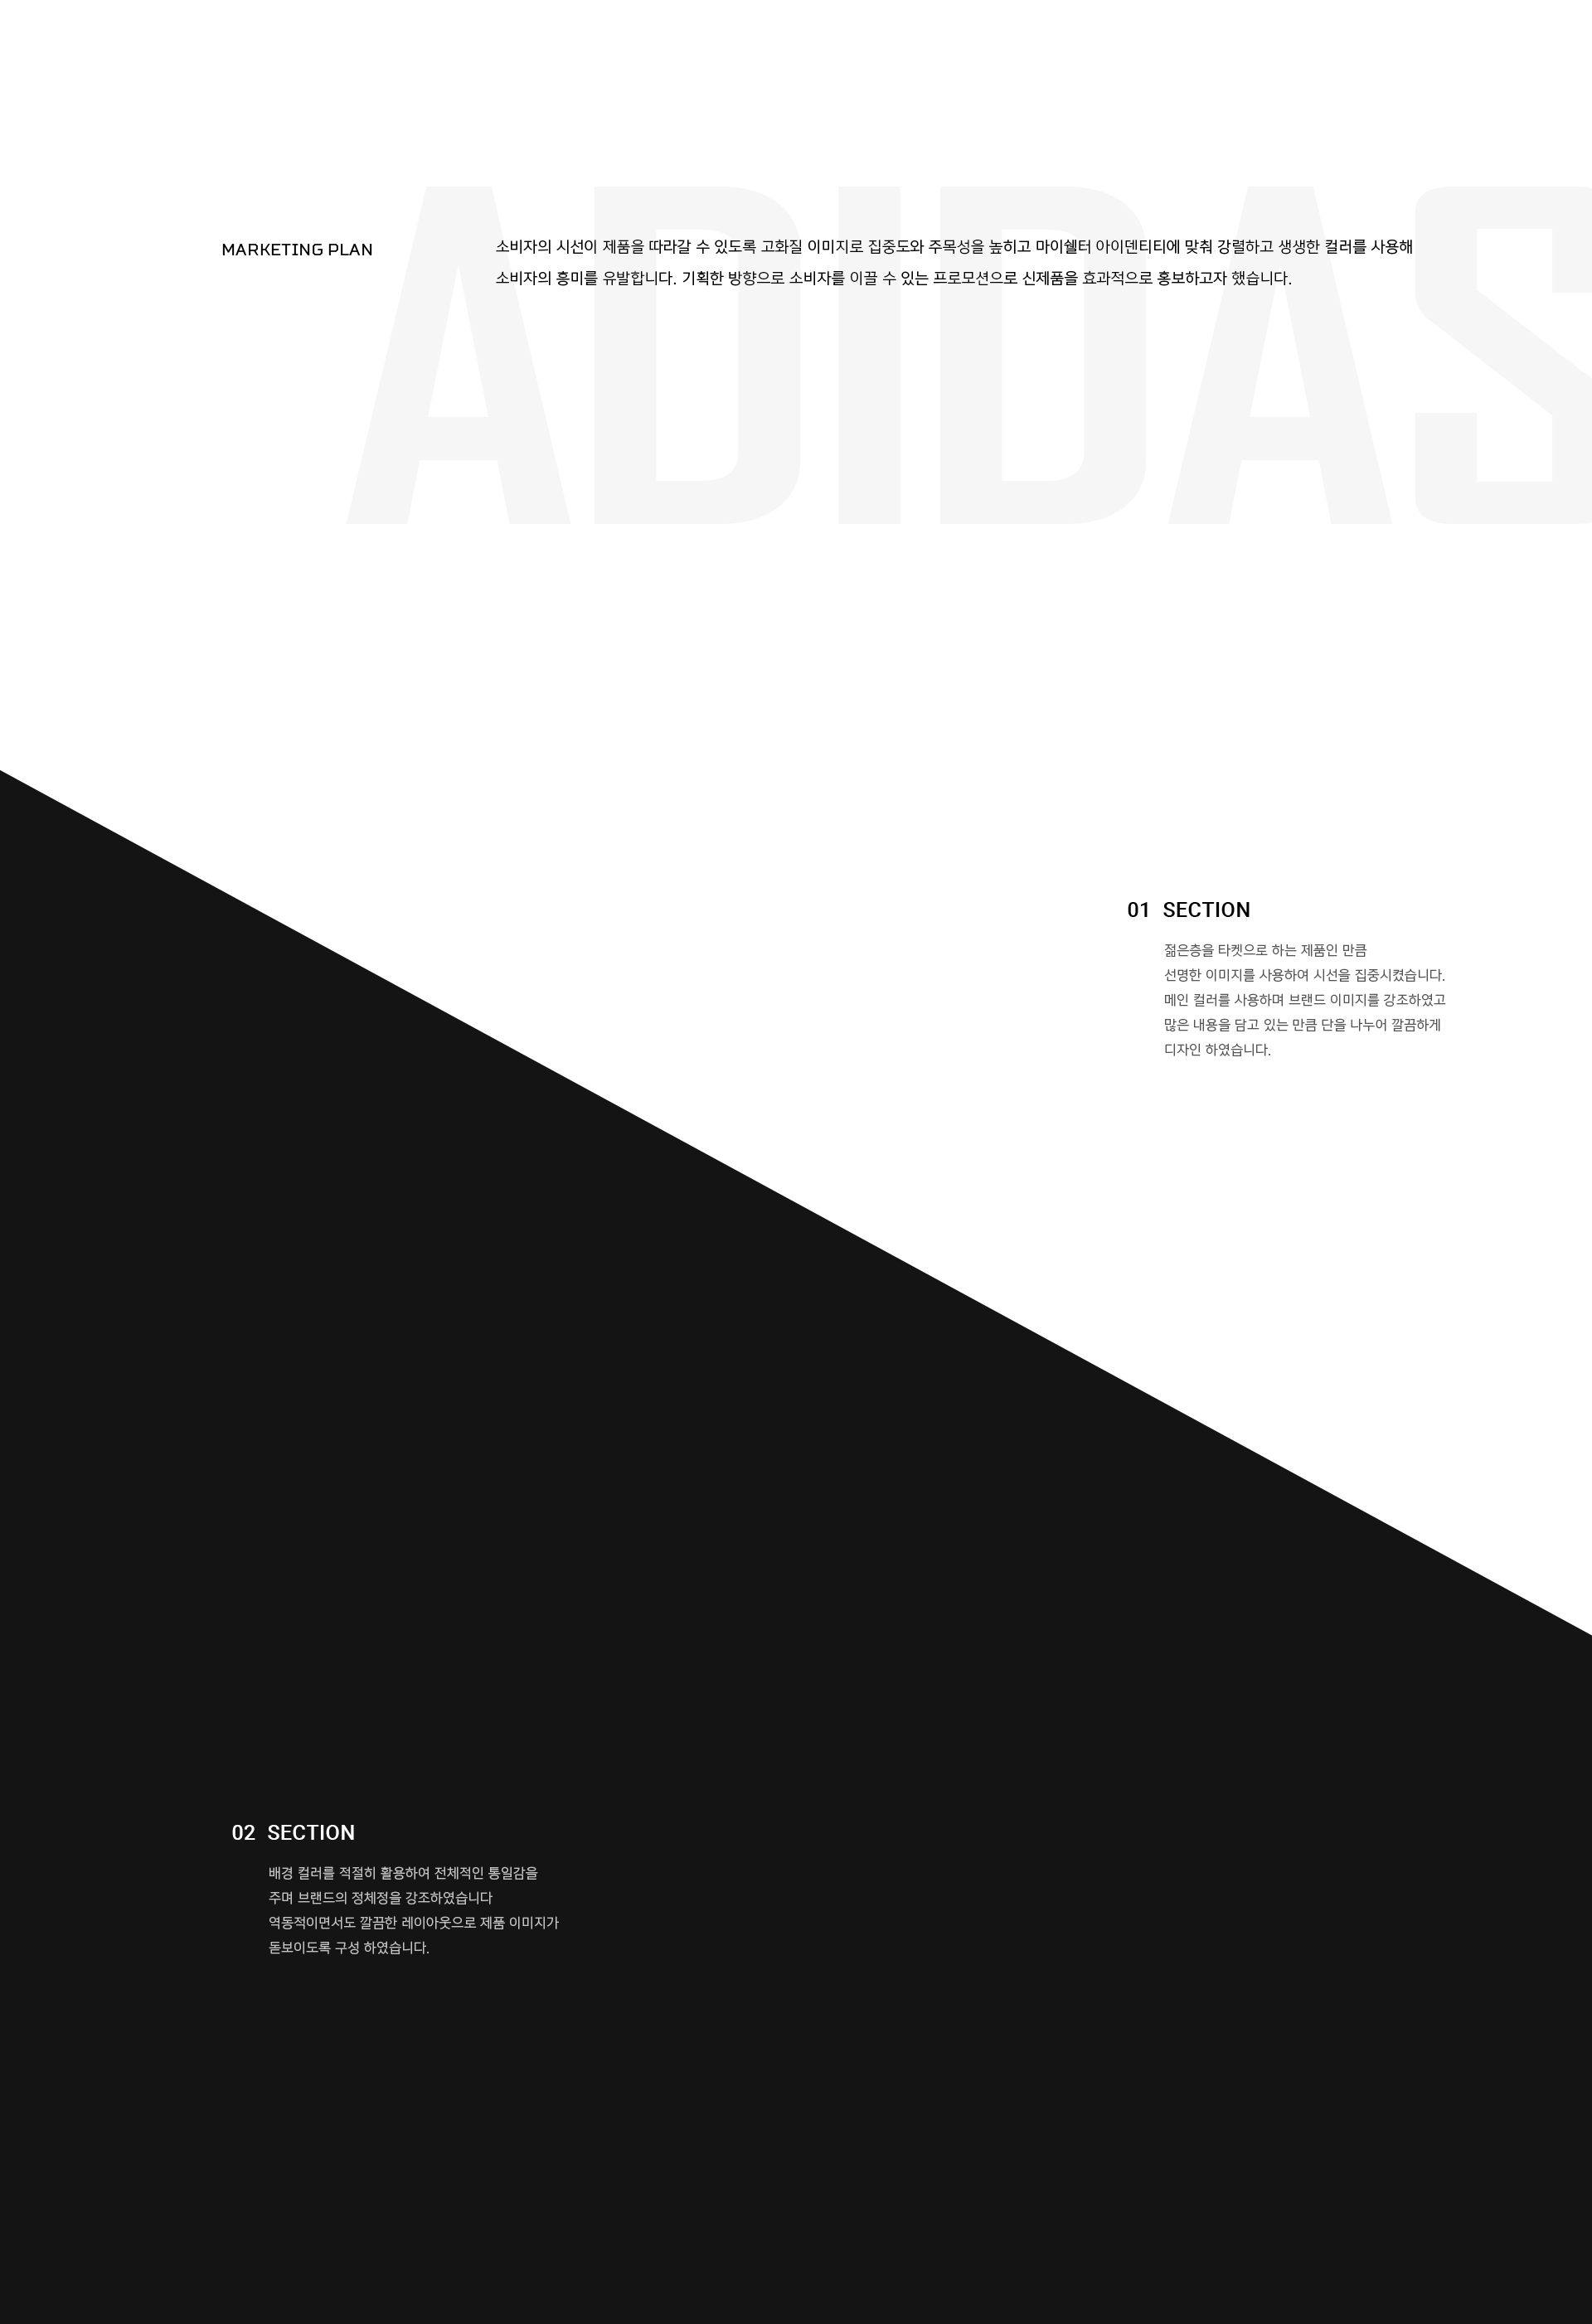 ADIDAS
MARKETING PLAN
소비자의 시선이 제품을 따라갈 수 있도록 고화질 이미지로 집중도와 주목성을 높히고 마이쉘터 아이덴티티에 맞춰 강렬하고 생생한 컬러를 사용해
소비자의 흥미를 유발합니다. 기획한 방향으로 소비자를 이끌 수 있는 프로모션으로 신제품을 효과적으로 홍보하고자 했습니다.
01 SECTION
젊은층을 타켓으로 하는 제품인 만큼
선명한 이미지를 사용하여 시선을 집중시켰습니다.
메인 컬러를 사용하며 브랜드 이미지를 강조하였고
많은 내용을 담고 있는 만큼 단을 나누어 깔끔하게
디자인 하였습니다.
02 SECTION
배경 컬러를 적절히 활용하여 전체적인 통일감을
주며 브랜드의 정체정을 강조하였습니다
역동적이면서도 깔끔한 레이아웃으로 제품 이미지가
돋보이도록 구성 하였습니다.